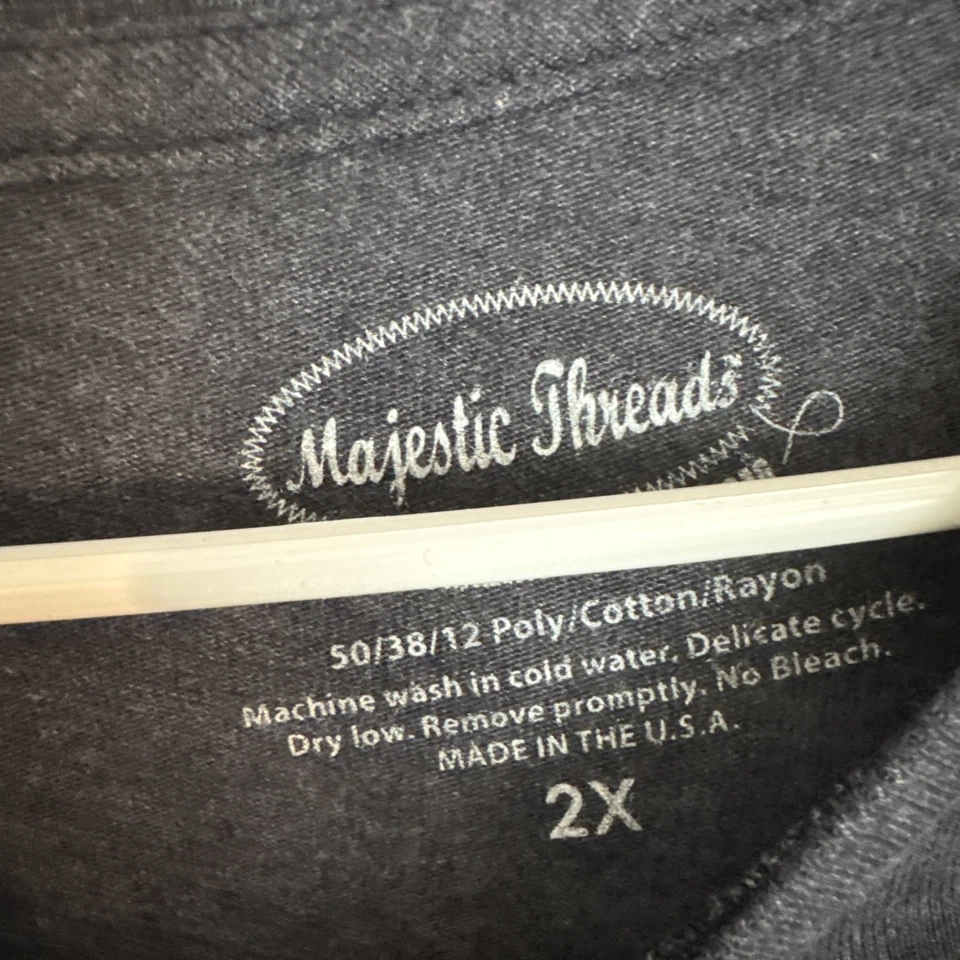 Majestic Threads™
50/38/12 Poly/Cotton/Rayon
Machine wash in cold water. Delicate cycle.
Dry low. Remove promptly. No Bleach.
MADE IN THE U.S.A.
2X